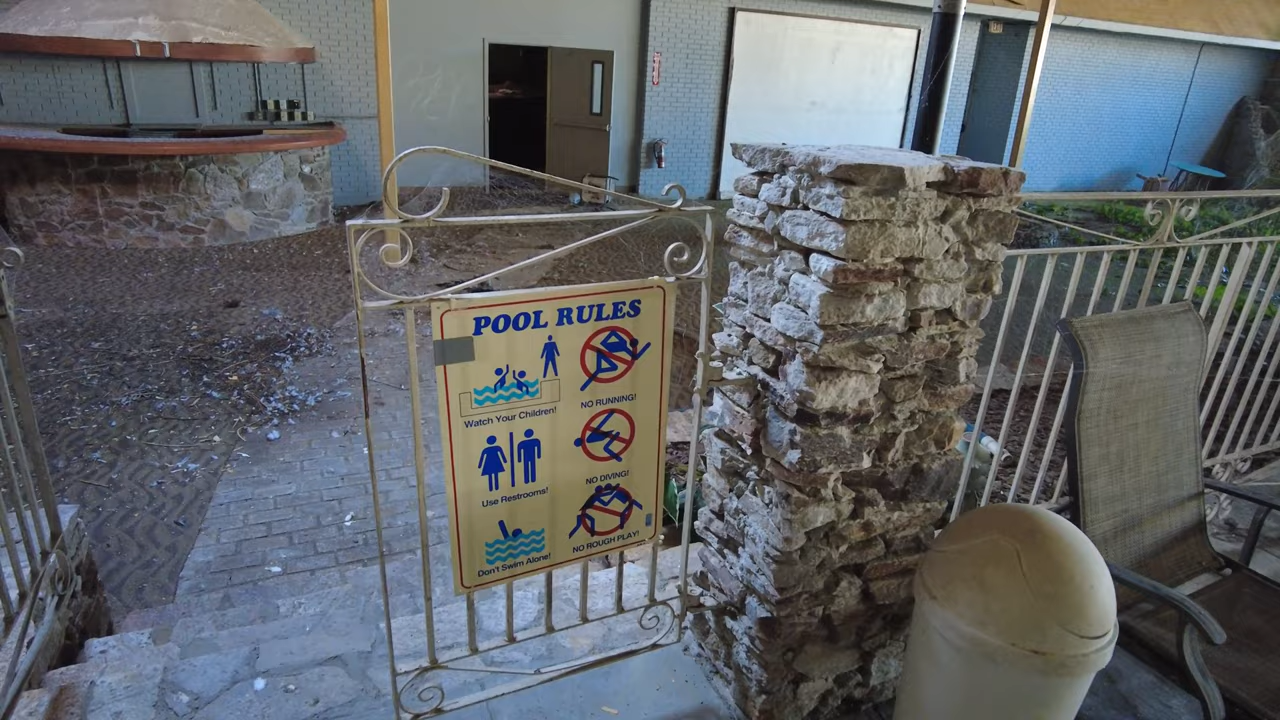 POOL RULES
Watch Your Children!
NO RUNNING!
Use Restrooms!
NO DIVING!
Don't Swim Alone!
NO ROUGH PLAY!